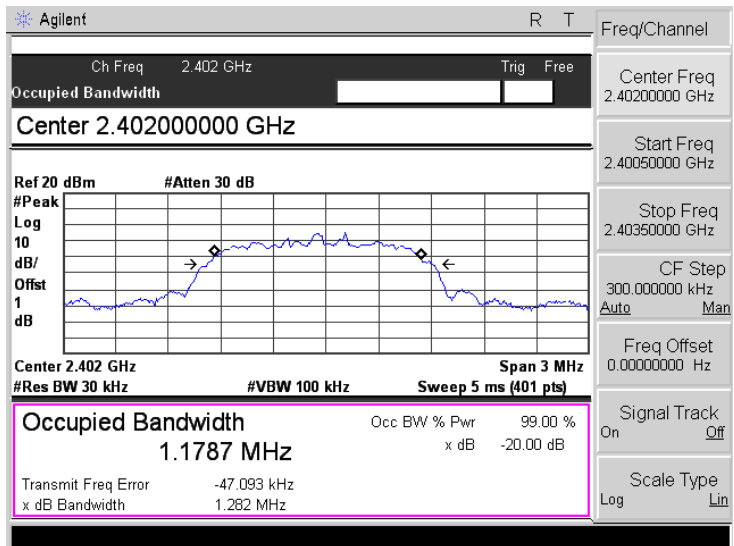 Agilent R T
Freq/Channel
Ch Freq 2.402 GHz Trig Free
Occupied Bandwidth
Center 2.402000000 GHz
Ref 20 dBm #Atten 30 dB
#Peak
Log
10
dB/
Offst
1
dB
Center 2.402 GHz Span 3 MHz
#Res BW 30 kHz #VBW 100 kHz Sweep 5 ms (401 pts)
Occupied Bandwidth
1.1787 MHz
Occ BW % Pwr 99.00 %
x dB -20.00 dB
Transmit Freq Error -47.093 kHz
x dB Bandwidth 1.282 MHz
Center Freq
2.40200000 GHz
Start Freq
2.40050000 GHz
Stop Freq
2.40350000 GHz
CF Step
300.000000 kHz
Auto Man
Freq Offset
0.00000000 Hz
Signal Track
On Off
Scale Type
Log Lin